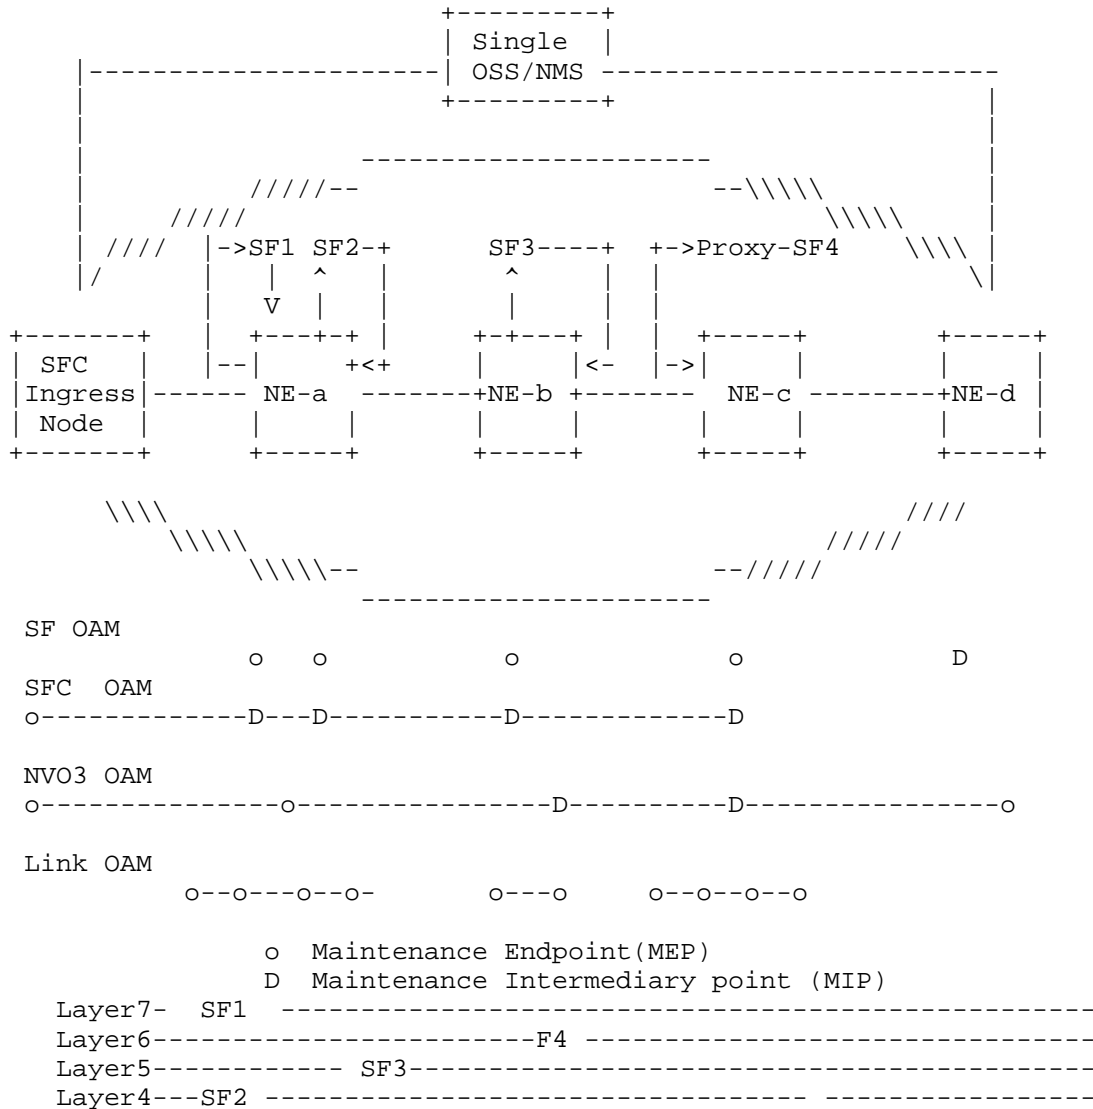 Single
OSS/NMS
SF1 SF2 SF3 Proxy-SF4
V
SFC
Ingress NE-a NE-b NE-c NE-d
Node
SF OAM
o o o o D
SFC OAM
o-------------D---D-----------D-------------D
NVO3 OAM
o---------------o----------------D----------D----------------o
Link OAM
o--o---o--o- o---o o--o--o--o
o Maintenance Endpoint(MEP)
D Maintenance Intermediary point (MIP)
Layer7- SF1 ---------------------------------------------------
Layer6------------------------F4 --------------------------------
Layer5------------ SF3-------------------------------------------
Layer4---SF2 ---------------------------------- -----------------